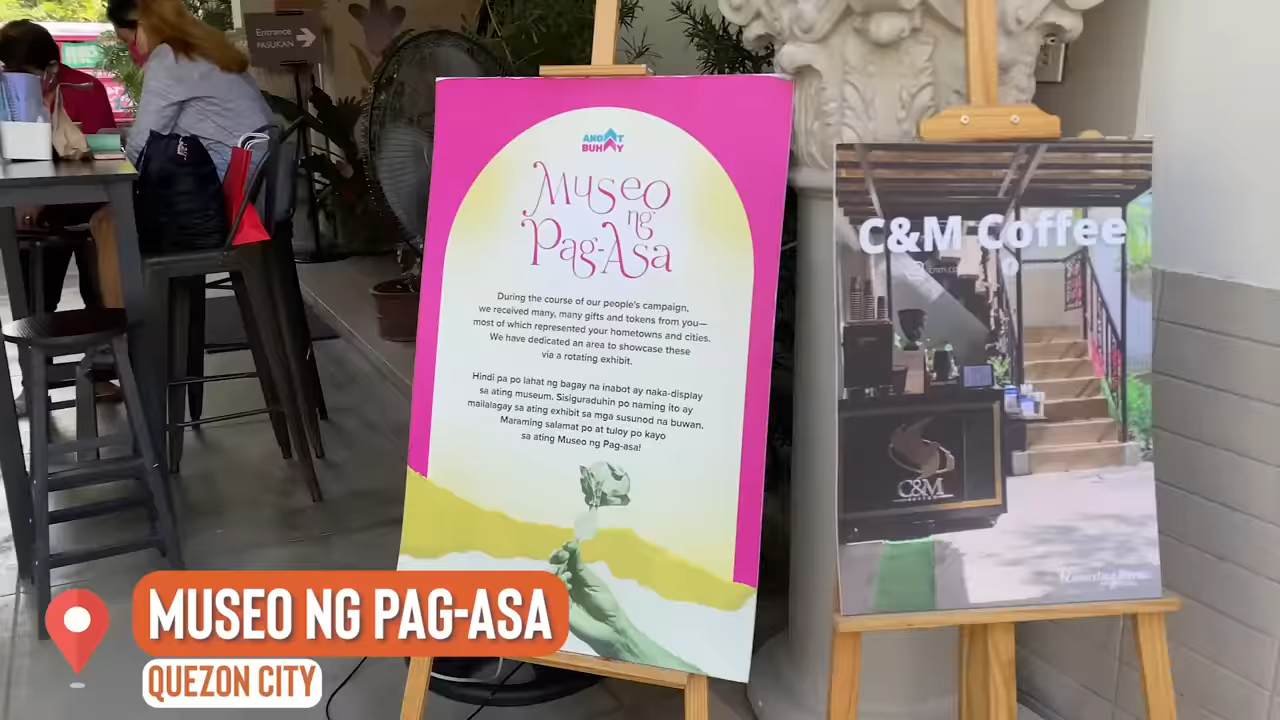 Entrance
PASUKAN
ANGAT
BUHAY
Museo
ng
Pag-Asa
During the course of our people's campaign,
we received many, many gifts and tokens from you—
most of which represented your hometowns and cities.
We have dedicated an area to showcase these
via a rotating exhibit.
Hindi pa po lahat ng bagay na inabot ay naka-display
sa ating museum. Sisiguraduhin po naming ito ay
mailalagay sa ating exhibit sa mga susunod na buwan.
Maraming salamat po at tuloy po kayo
sa ating Museo ng Pag-asa!
C&M Coffee
C&M
MUSEO NG PAG-ASA
QUEZON CITY